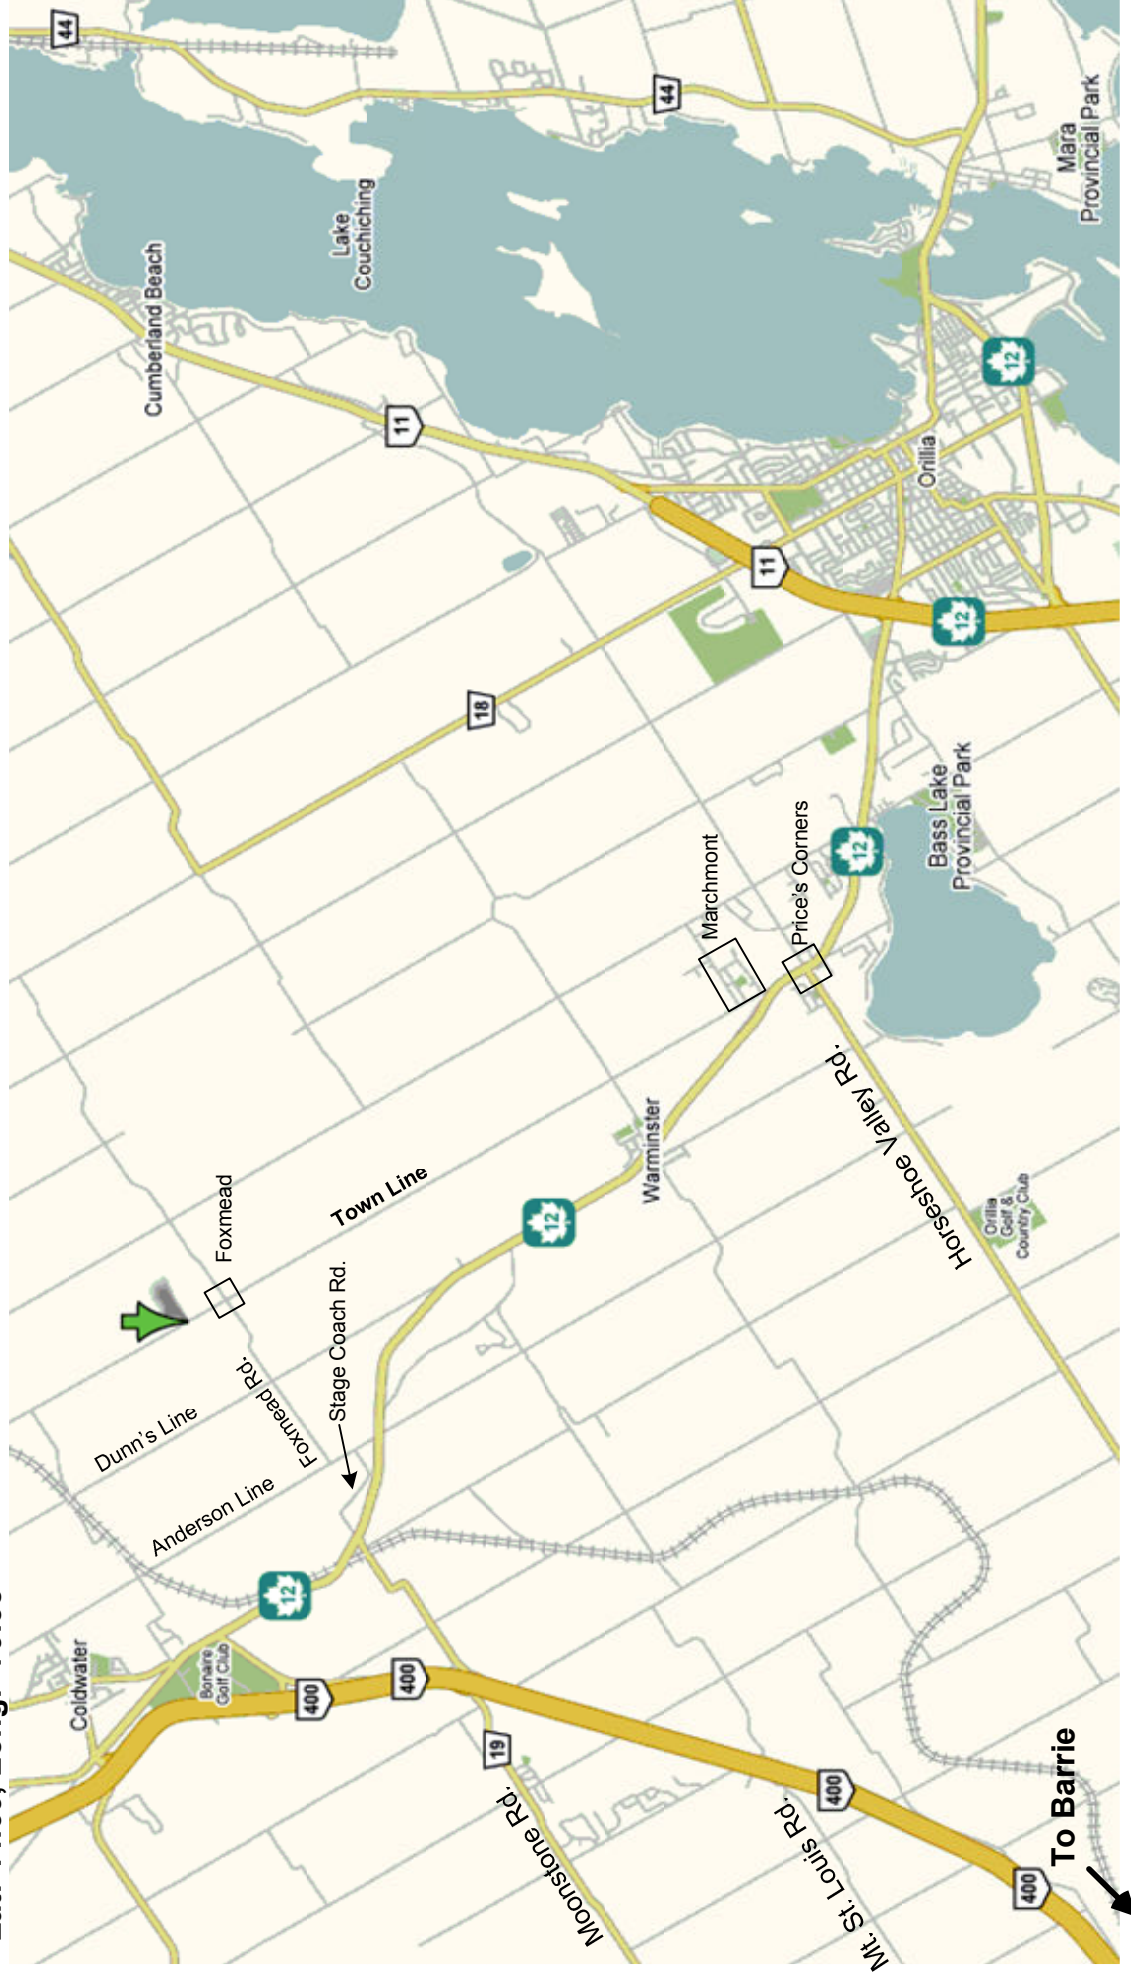 44
Cumberland Beach
Lake
Couchiching
44
Mara
Provincial Park
11
12
Orillia
11
12
18
Bass Lake
Provincial Park
12
Marchmont
Price's Corners
Horseshoe Valley Rd.
Warminster
Orillia
Golf &
Country Club
Town Line
12
Foxmead
Stage Coach Rd.
Foxmead Rd.
Dunn's Line
Anderson Line
12
Coldwater
Bonaire
Golf Club
400
400
19
Moonstone Rd.
Mt. St. Louis Rd.
400
400
To Barrie